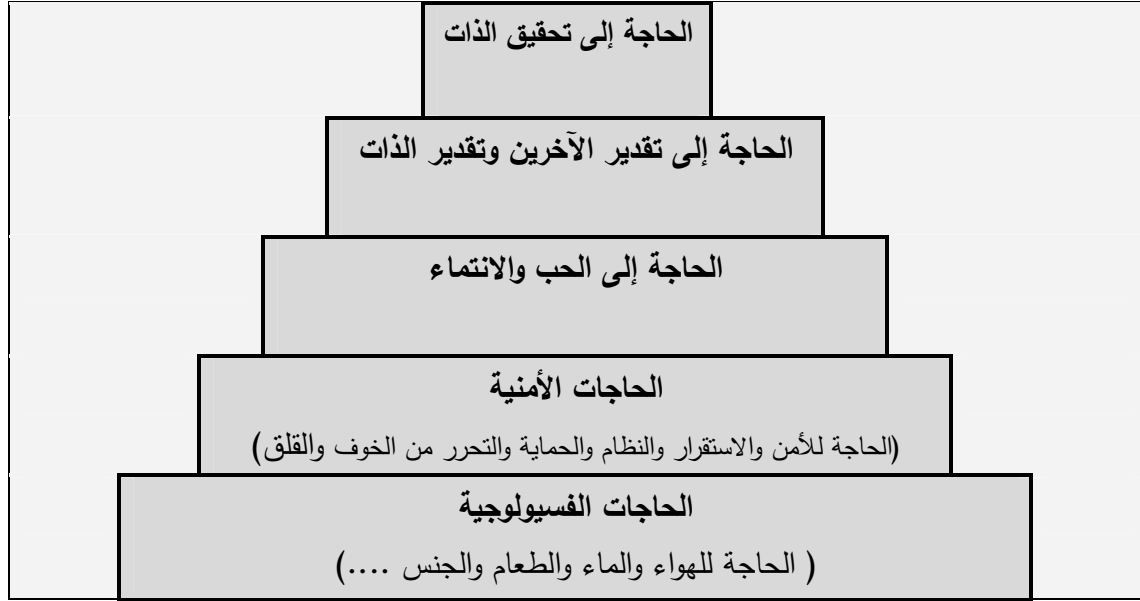 الحاجة إلى تحقيق الذات
الحاجة إلى تقدير الآخرين وتقدير الذات
الحاجة إلى الحب والانتماء
الحاجات الأمنية
(الحاجة للأمن والاستقرار والنظام والحماية والتحرر من الخوف والقلق)
الحاجات الفسيولوجية
( الحاجة للهواء والماء والطعام والجنس ....)